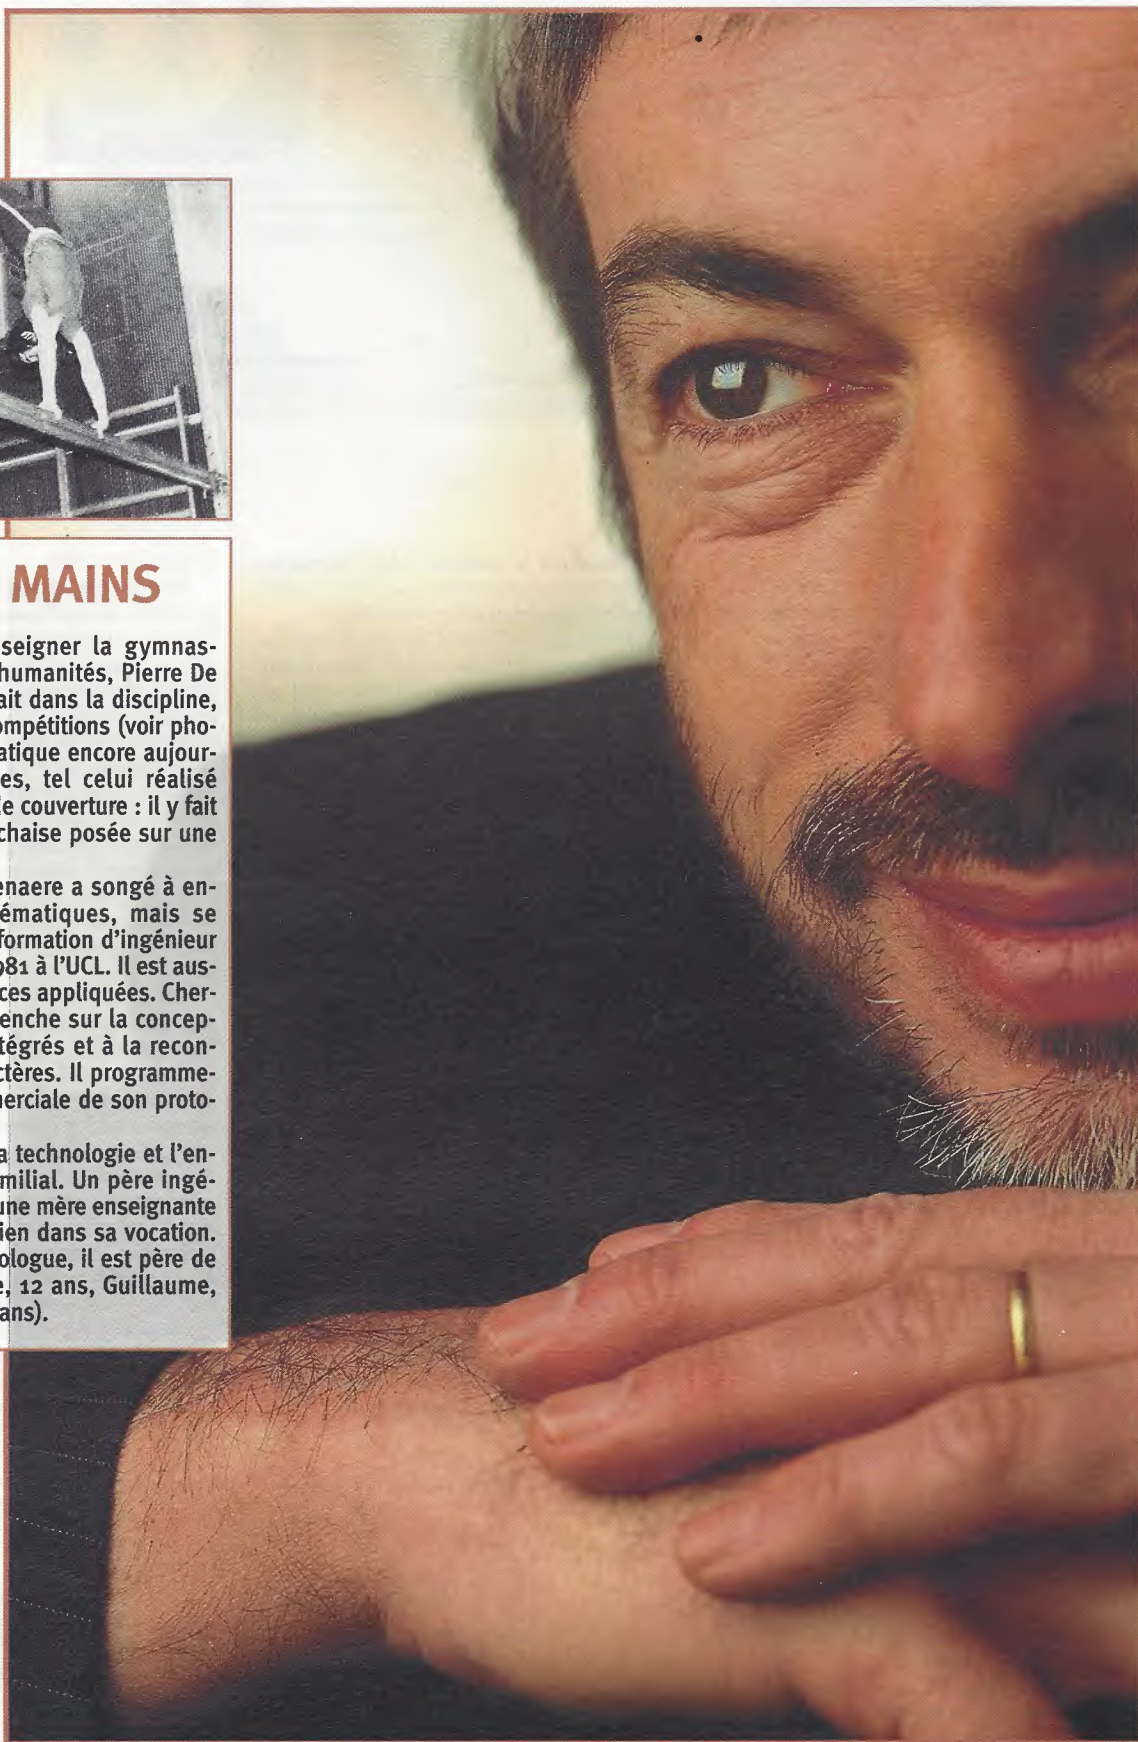 MAINS
seigner la gymnas-
humanités, Pierre De
ait dans la discipline,
ompétitions (voir pho-
atique encore aujour-
es, tel celui réalisé
e couverture : il y fait
chaise posée sur une
enaere a songé à en-
ématiques, mais se
formation d'ingénieur
981 à l'UCL. Il est aus-
ces appliquées. Cher-
enche sur la concep-
tégrés et à la recon-
ctères. Il programme-
nerciale de son proto-
a technologie et l'en-
milial. Un père ingé-
une mère enseignante
ien dans sa vocation.
ologue, il est père de
e, 12 ans, Guillaume,
ans).